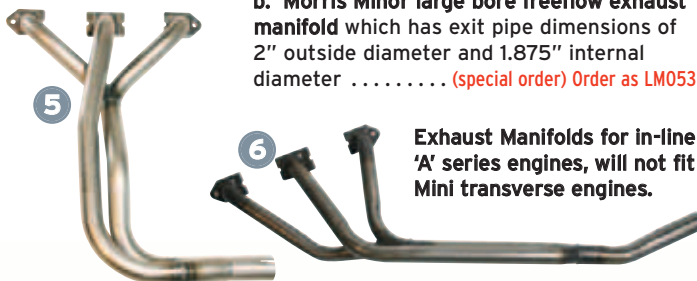 b. Morris Minor large bore freeflow exhaust
manifold which has exit pipe dimensions of
2” outside diameter and 1.875” internal
diameter ......... (special order) Order as LM053
5
6
Exhaust Manifolds for in-line
‘A’ series engines, will not fit
Mini transverse engines.